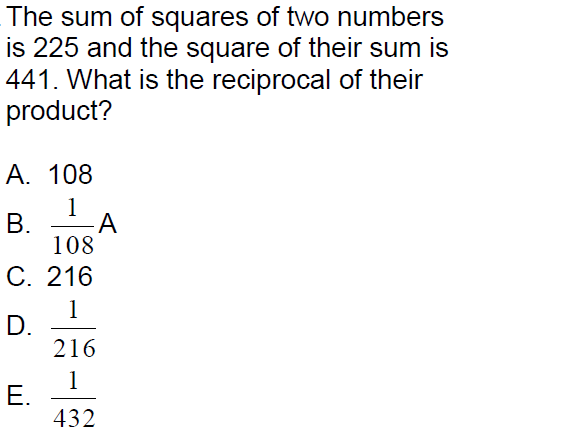 The sum of squares of two numbers
is 225 and the square of their sum is
441. What is the reciprocal of their
product?
A. 108
B. 1/108 A
C. 216
D. 1/216
E. 1/432